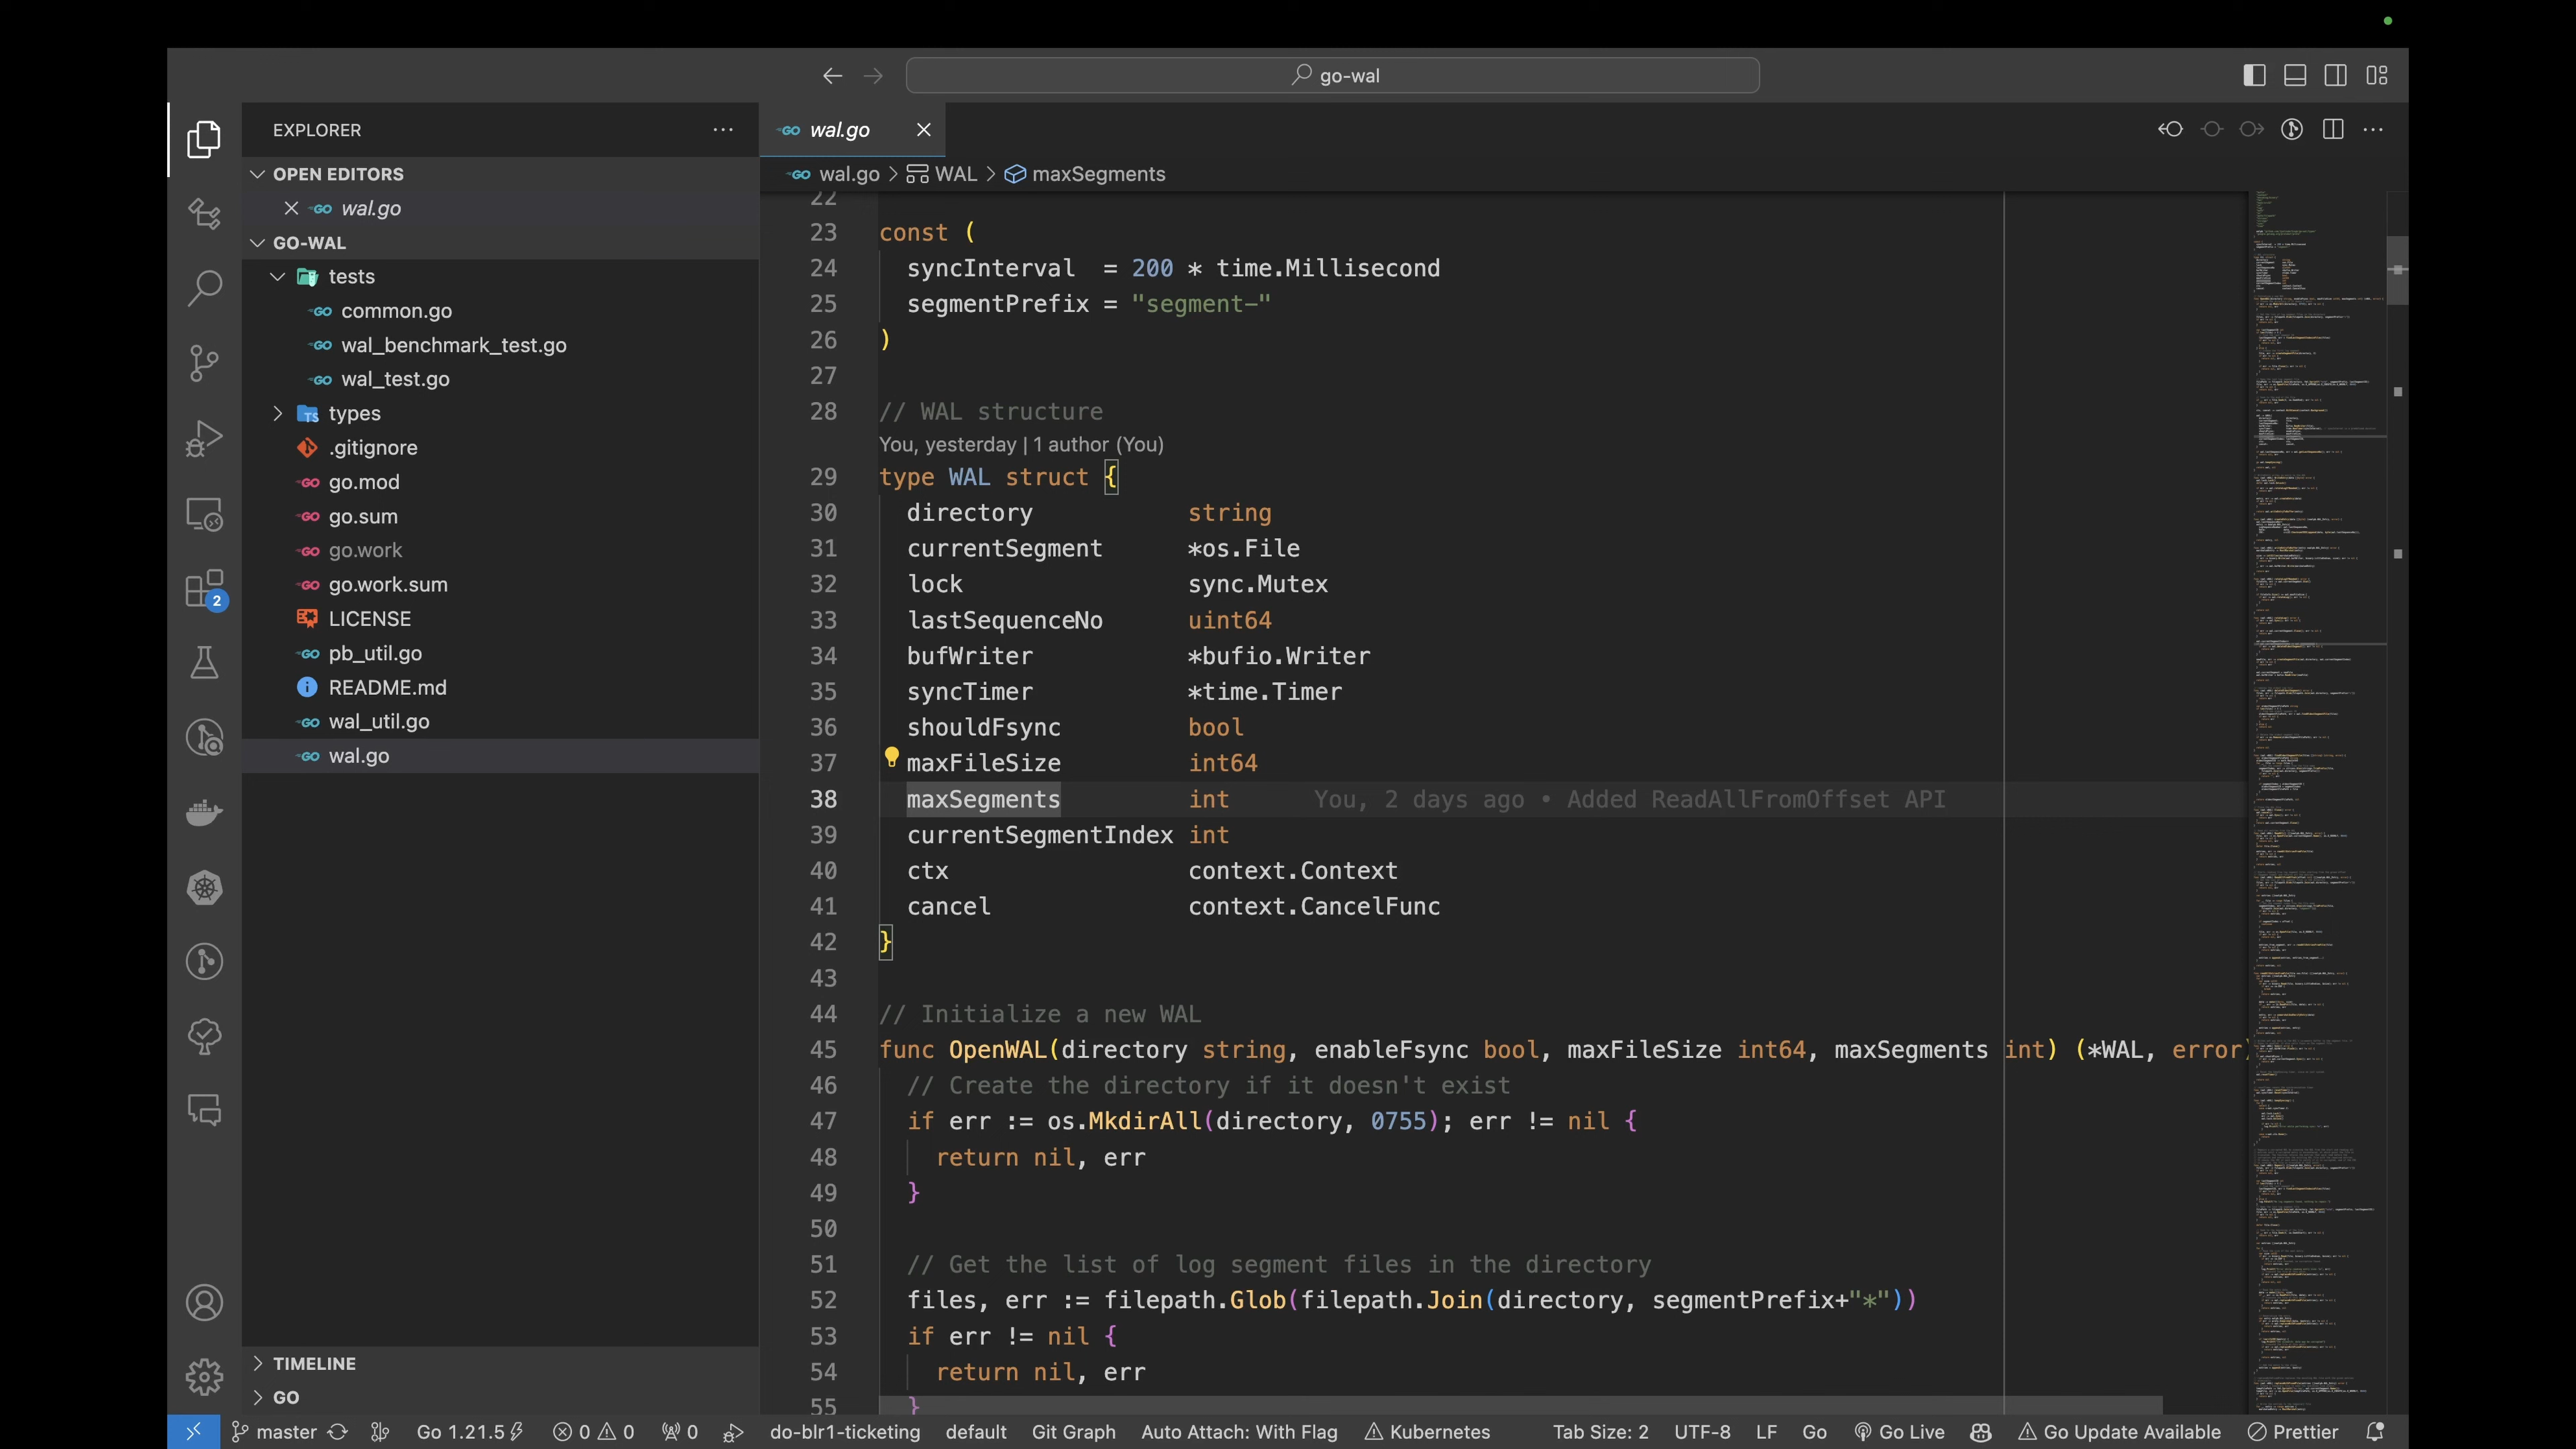 go-wal
EXPLORER
OPEN EDITORS
wal.go
GO-WAL
tests
common.go
wal_benchmark_test.go
wal_test.go
types
.gitignore
go.mod
go.sum
go.work
go.work.sum
LICENSE
pb_util.go
README.md
wal_util.go
wal.go
TIMELINE
GO
2
wal.go
wal.go > WAL > maxSegments
22
23 const (
24 syncInterval = 200 * time.Millisecond
25 segmentPrefix = "segment-"
26 )
27
28 // WAL structure
You, yesterday | 1 author (You)
29 type WAL struct {
30 directory string
31 currentSegment *os.File
32 lock sync.Mutex
33 lastSequenceNo uint64
34 bufWriter *bufio.Writer
35 syncTimer *time.Timer
36 shouldFsync bool
37 maxFileSize int64
38 maxSegments int You, 2 days ago • Added ReadAllFromOffset API
39 currentSegmentIndex int
40 ctx context.Context
41 cancel context.CancelFunc
42 }
43
44 // Initialize a new WAL
45 func OpenWAL(directory string, enableFsync bool, maxFileSize int64, maxSegments int) (*WAL, error)
46 // Create the directory if it doesn't exist
47 if err := os.MkdirAll(directory, 0755); err != nil {
48 return nil, err
49 }
50
51 // Get the list of log segment files in the directory
52 files, err := filepath.Glob(filepath.Join(directory, segmentPrefix+"*"))
53 if err != nil {
54 return nil, err
55 }
master Go 1.21.5 0 0 0 do-blr1-ticketing default Git Graph Auto Attach: With Flag Kubernetes Tab Size: 2 UTF-8 LF Go Go Live Go Update Available Prettier